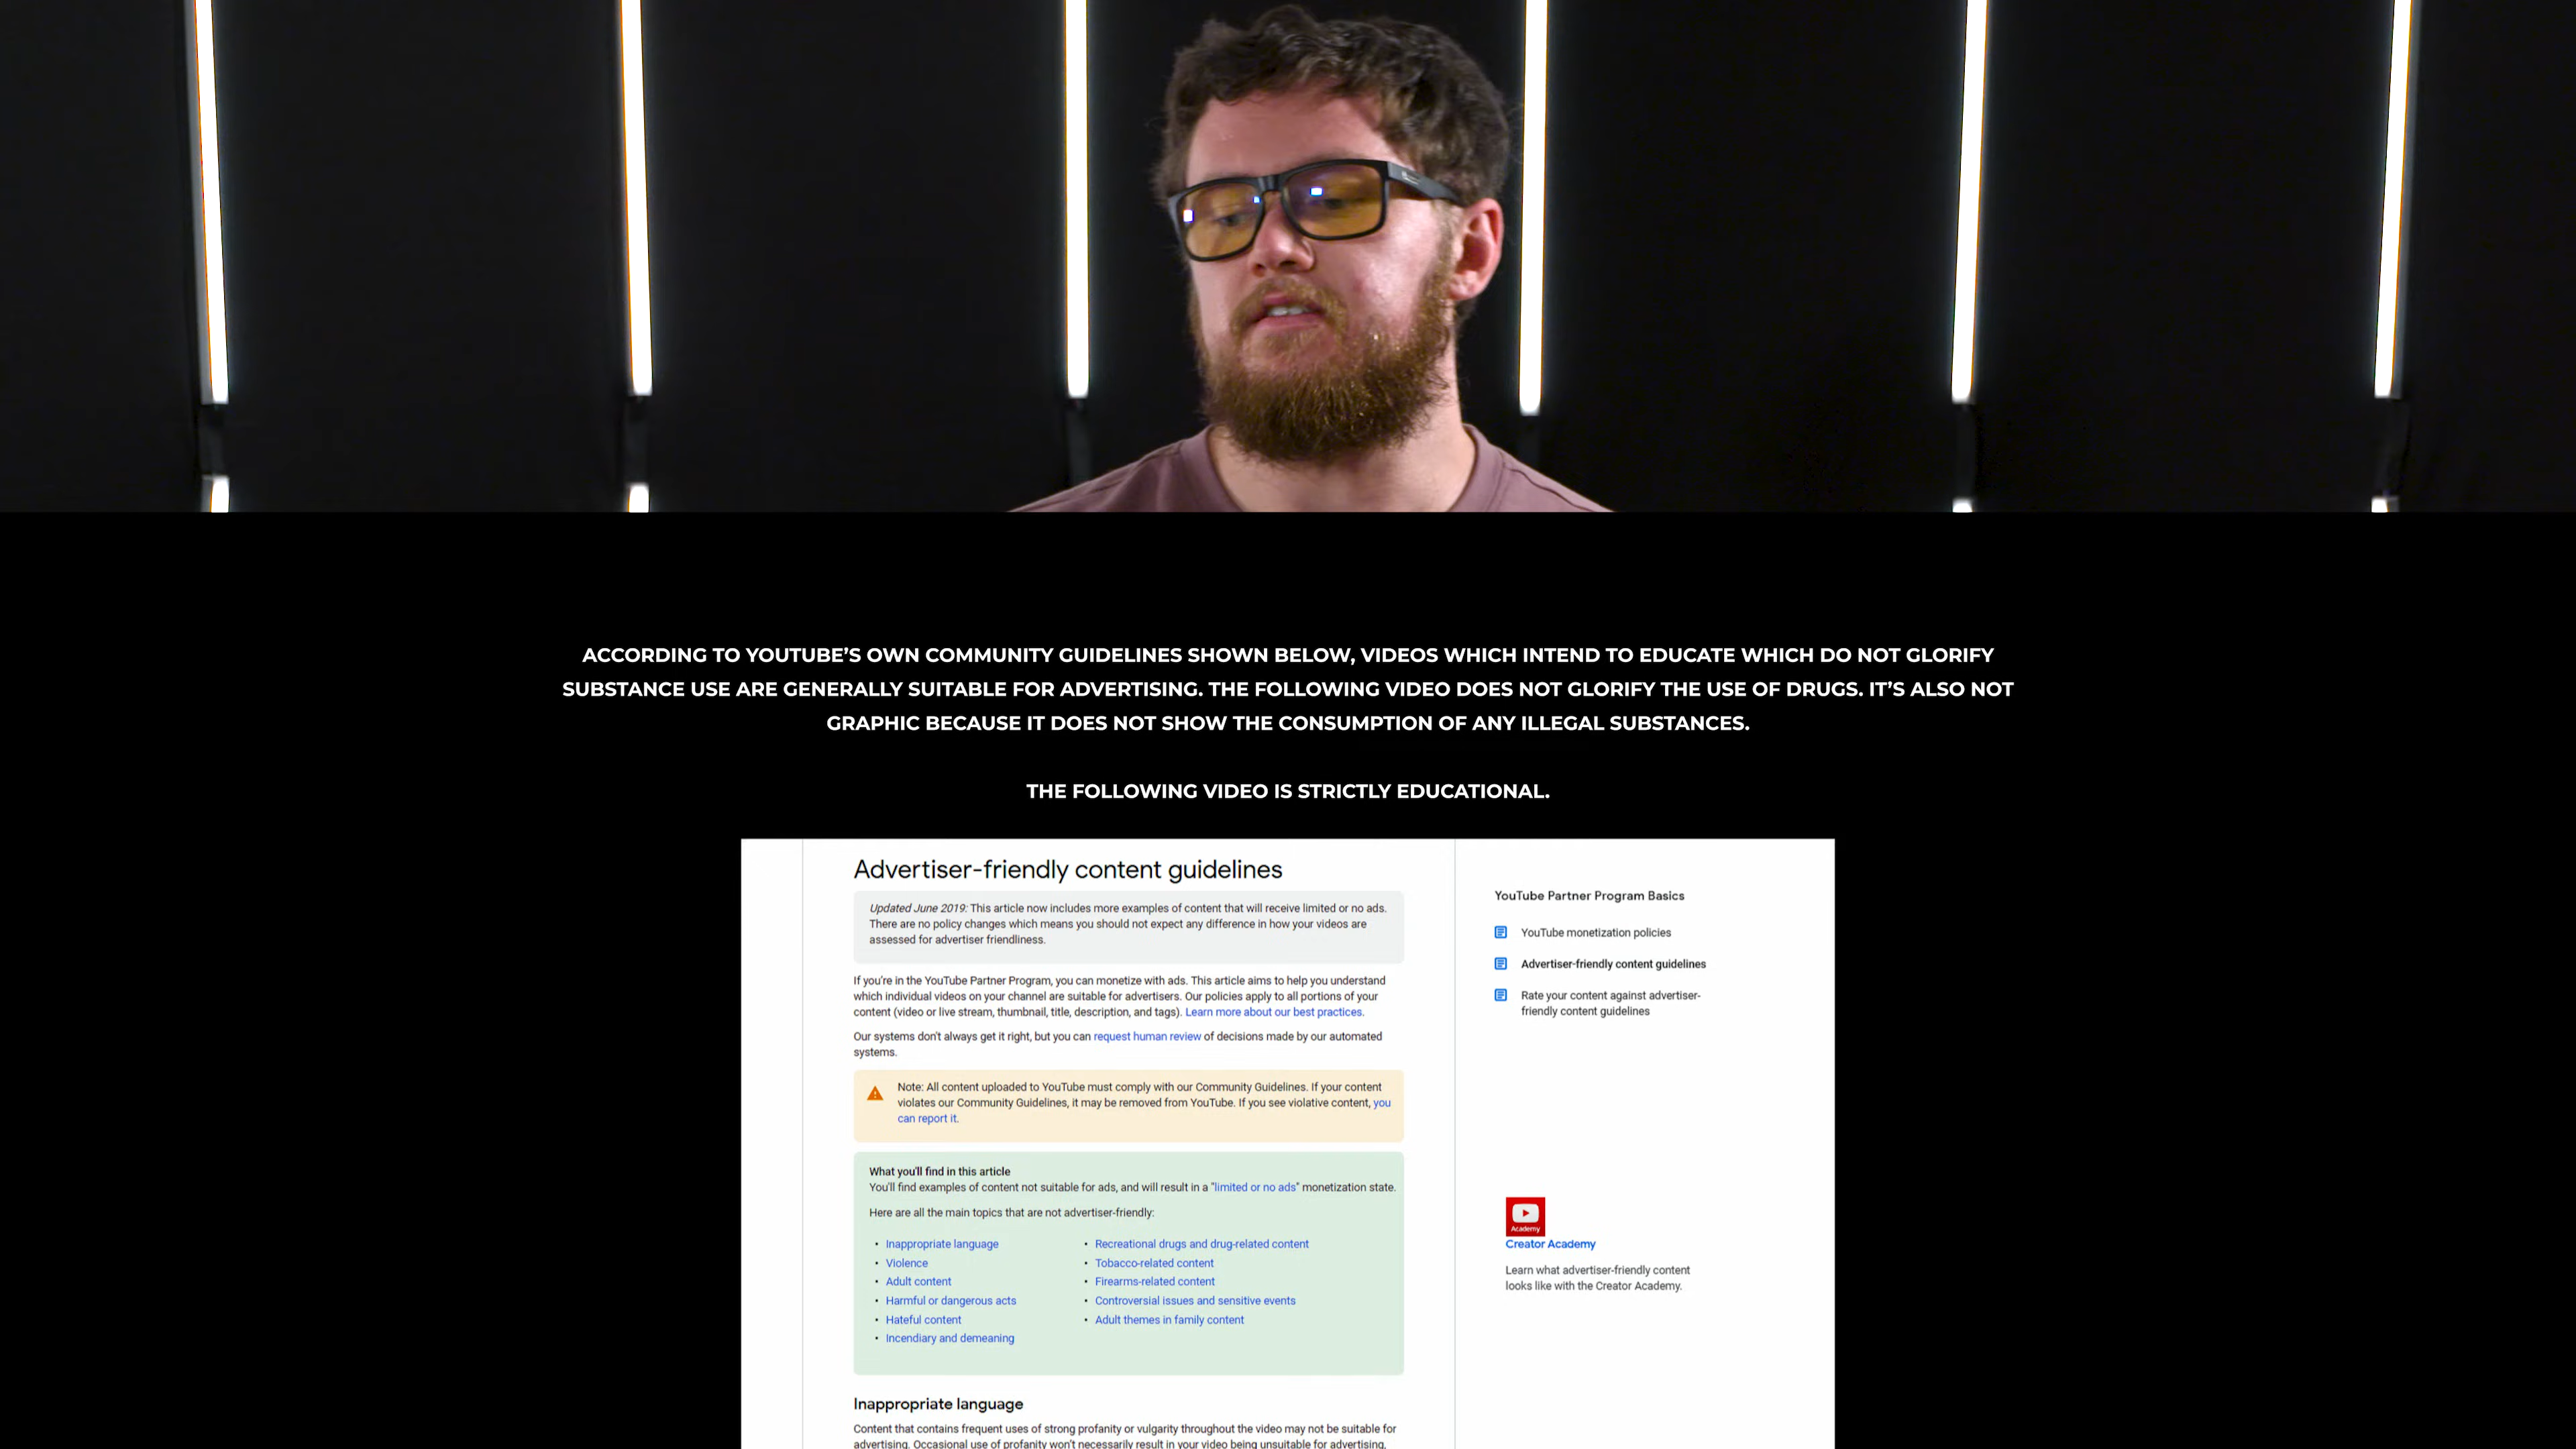 ACCORDING TO YOUTUBE'S OWN COMMUNITY GUIDELINES SHOWN BELOW, VIDEOS WHICH INTEND TO EDUCATE WHICH DO NOT GLORIFY
SUBSTANCE USE ARE GENERALLY SUITABLE FOR ADVERTISING. THE FOLLOWING VIDEO DOES NOT GLORIFY THE USE OF DRUGS. IT'S ALSO NOT
GRAPHIC BECAUSE IT DOES NOT SHOW THE CONSUMPTION OF ANY ILLEGAL SUBSTANCES.
THE FOLLOWING VIDEO IS STRICTLY EDUCATIONAL.
Advertiser-friendly content guidelines
Updated June 2019: This article now includes more examples of content that will receive limited or no ads.
There are no policy changes which means you should not expect any difference in how your videos are
assessed for advertiser friendliness.
If you're in the YouTube Partner Program, you can monetize with ads. This article aims to help you understand
which individual videos on your channel are suitable for advertisers. Our policies apply to all portions of your
content (video or live stream, thumbnail, title, description, and tags). Learn more about our best practices.
Our systems don't always get it right, but you can request human review of decisions made by our automated
systems.
Note: All content uploaded to YouTube must comply with our Community Guidelines. If your content
violates our Community Guidelines, it may be removed from YouTube. If you see violative content, you
can report it.
What you'll find in this article
You'll find examples of content not suitable for ads, and will result in a "limited or no ads" monetization state.
Here are all the main topics that are not advertiser-friendly:
• Inappropriate language
• Violence
• Adult content
• Harmful or dangerous acts
• Hateful content
• Incendiary and demeaning
• Recreational drugs and drug-related content
• Tobacco-related content
• Firearms-related content
• Controversial issues and sensitive events
• Adult themes in family content
Inappropriate language
Content that contains frequent uses of strong profanity or vulgarity throughout the video may not be suitable for
advertising. Occasional use of profanity won't necessarily result in your video being unsuitable for advertising,
YouTube Partner Program Basics
YouTube monetization policies
Advertiser-friendly content guidelines
Rate your content against advertiser-
friendly content guidelines
Academy
Creator Academy
Learn what advertiser-friendly content
looks like with the Creator Academy.